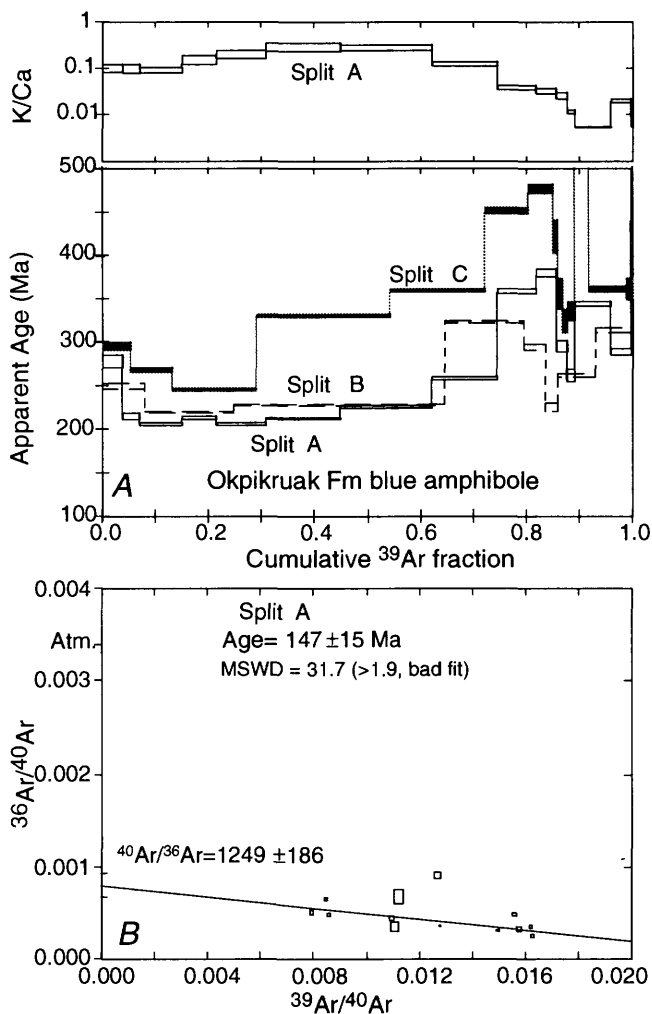 1
0.1
0.01
K/Ca
Split A
500
400
300
200
100
Apparent Age (Ma)
Split C
Split B
Split A
A
Okpikruak Fm blue amphibole
0.0 0.2 0.4 0.6 0.8 1.0
Cumulative ³⁹Ar fraction
0.004
Atm.
0.003
0.002
0.001
0.000
³⁶Ar/⁴⁰Ar
Split A
Age= 147 ±15 Ma
MSWD = 31.7 (>1.9, bad fit)
⁴⁰Ar/³⁶Ar=1249 ±186
B
0.000 0.004 0.008 0.012 0.016 0.020
³⁹Ar/⁴⁰Ar